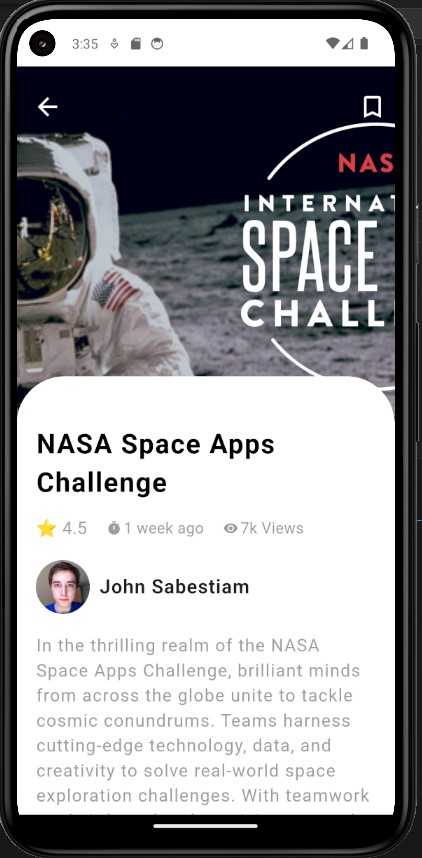 3:35
NAS
INTERNAT
SPACE
CHALL
NASA Space Apps
Challenge
4.5 1 week ago 7k Views
John Sabestiam
In the thrilling realm of the NASA
Space Apps Challenge, brilliant minds
from across the globe unite to tackle
cosmic conundrums. Teams harness
cutting-edge technology, data, and
creativity to solve real-world space
exploration challenges. With teamwork